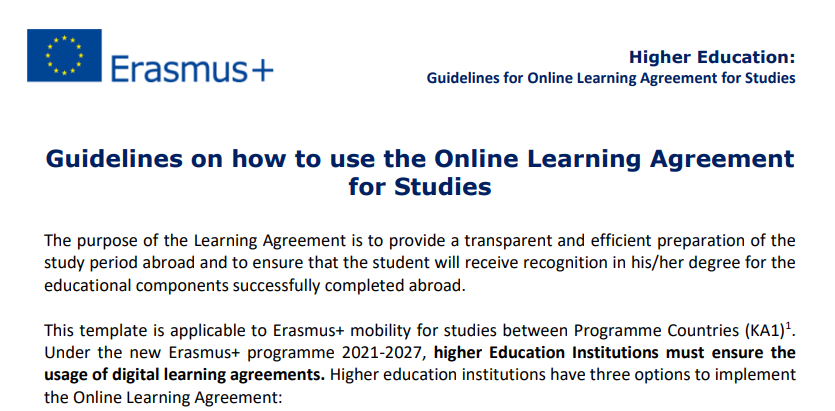 Erasmus+
Higher Education:
Guidelines for Online Learning Agreement for Studies
Guidelines on how to use the Online Learning Agreement
for Studies
The purpose of the Learning Agreement is to provide a transparent and efficient preparation of the
study period abroad and to ensure that the student will receive recognition in his/her degree for the
educational components successfully completed abroad.
This template is applicable to Erasmus+ mobility for studies between Programme Countries (KA1)¹.
Under the new Erasmus+ programme 2021-2027, higher Education Institutions must ensure the
usage of digital learning agreements. Higher education institutions have three options to implement
the Online Learning Agreement: